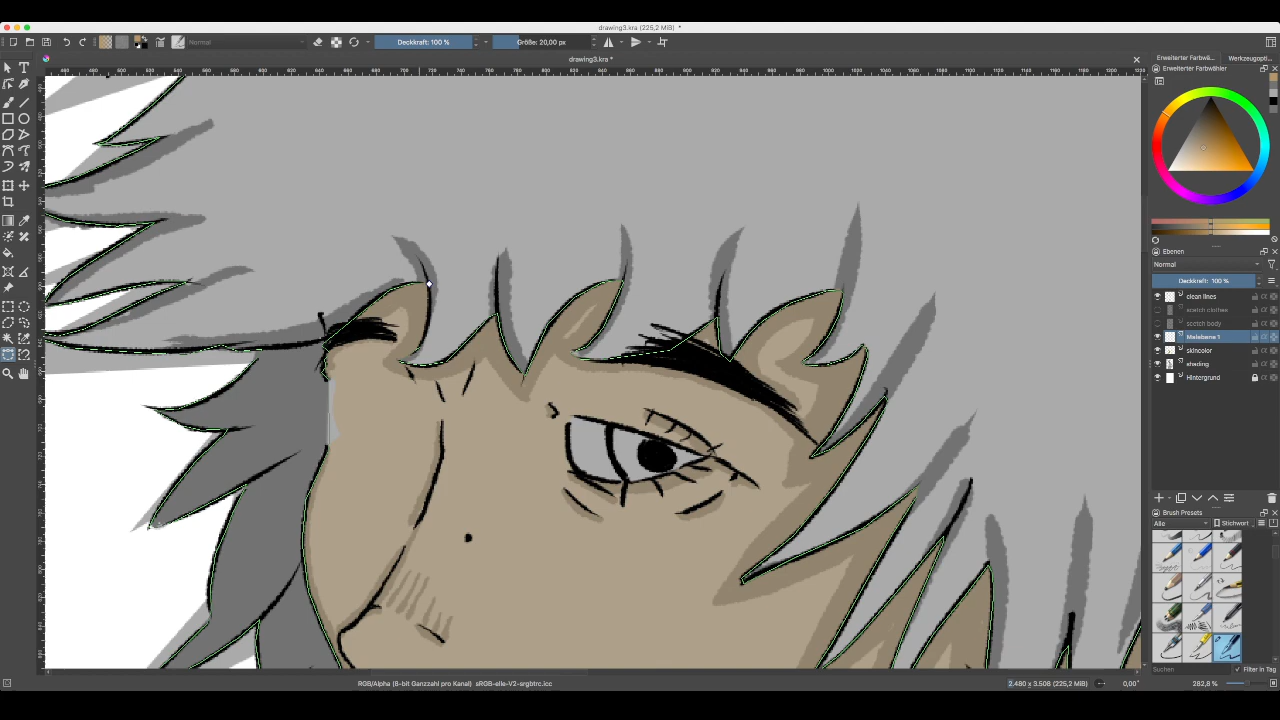 drawing3.kra (225,2 MiB) *
Normal
Deckkraft: 100 %
Größe: 20,00 px
drawing3.kra *
Erweiterter Farbwä...
Werkzeugopti...
Erweiterter Farbwähler
Ebenen
Normal
Deckkraft: 100 %
clean lines
scetch clothes
scetch body
Malebene 1
skincolor
shading
Hintergrund
Brush Presets
Alle
Stichwort
Suchen
Filter in Tag
RGB/Alpha (8-bit Ganzzahl pro Kanal) sRGB-elle-V2-srgbtrc.icc
2.480 x 3.508 (225,2 MiB)
0,00°
282,8 %